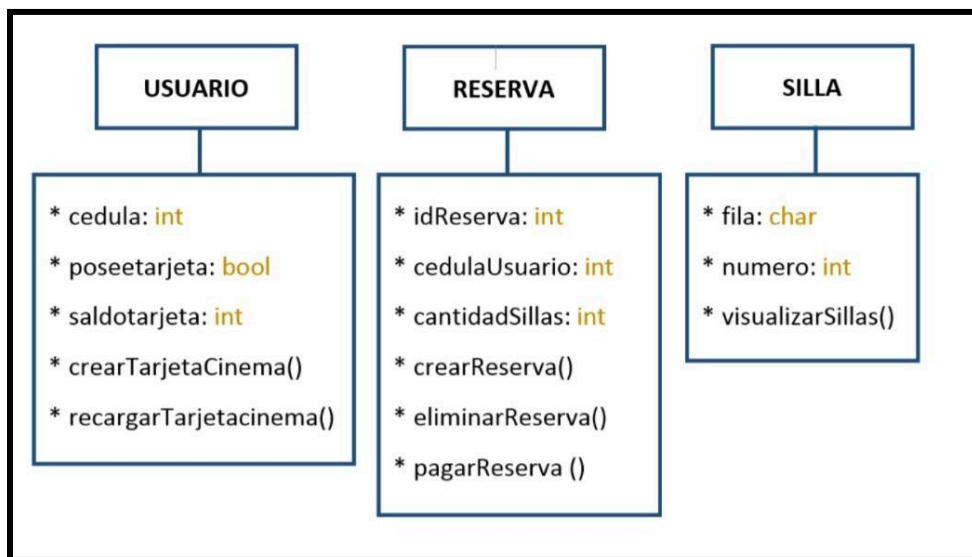 USUARIO
* cedula: int
* poseetarjeta: bool
* saldotarjeta: int
* crearTarjetaCinema()
* recargarTarjetacinema()
RESERVA
* idReserva: int
* cedulaUsuario: int
* cantidadSillas: int
* crearReserva()
* eliminarReserva()
* pagarReserva ()
SILLA
* fila: char
* numero: int
* visualizarSillas()